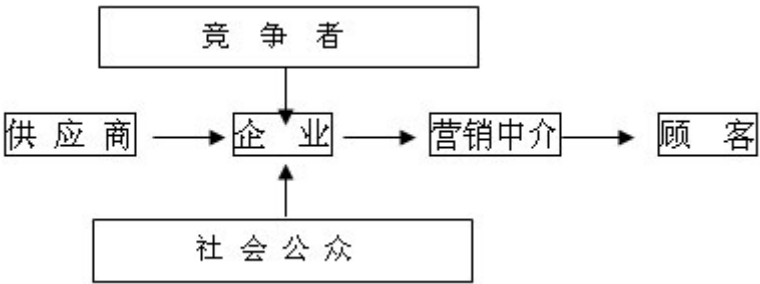 竞 争 者
供 应 商 企 业 营销中介 顾 客
社 会 公 众